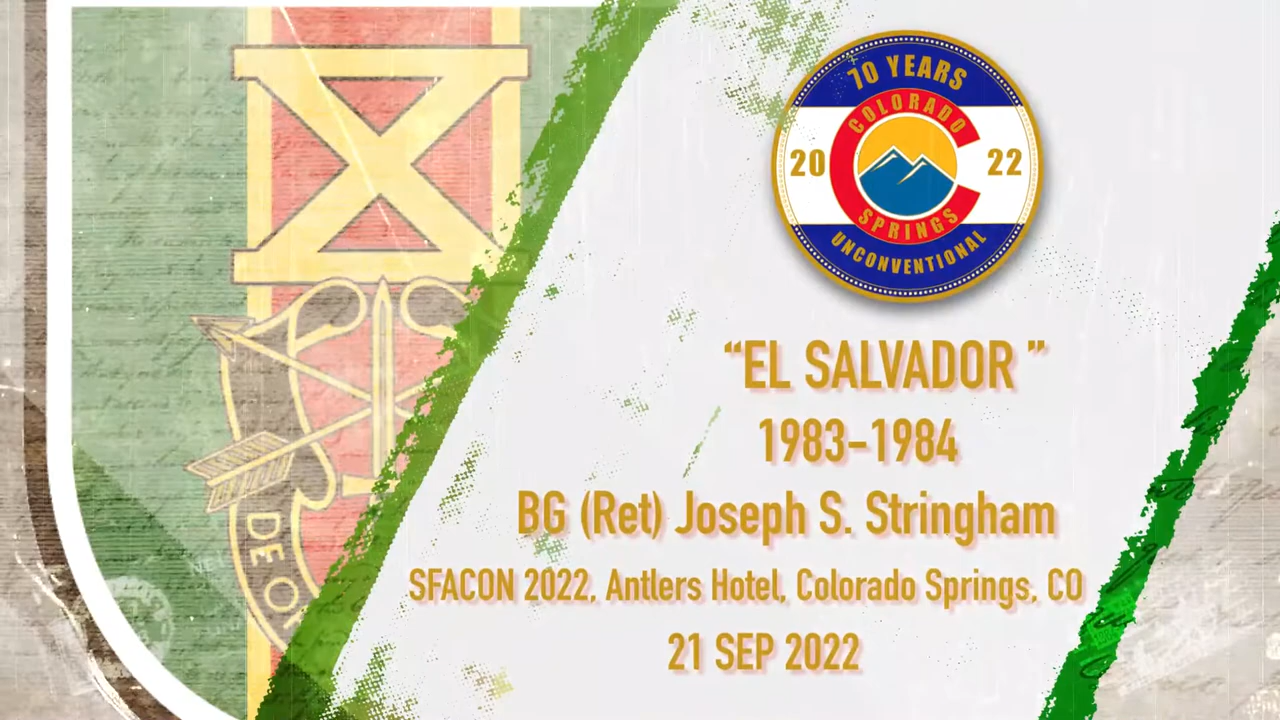 IX
DE O
70 YEARS
COLORADO
20 22
SPRINGS
UNCONVENTIONAL
“EL SALVADOR ”
1983-1984
BG (Ret) Joseph S. Stringham
SFACON 2022, Antlers Hotel, Colorado Springs, CO
21 SEP 2022